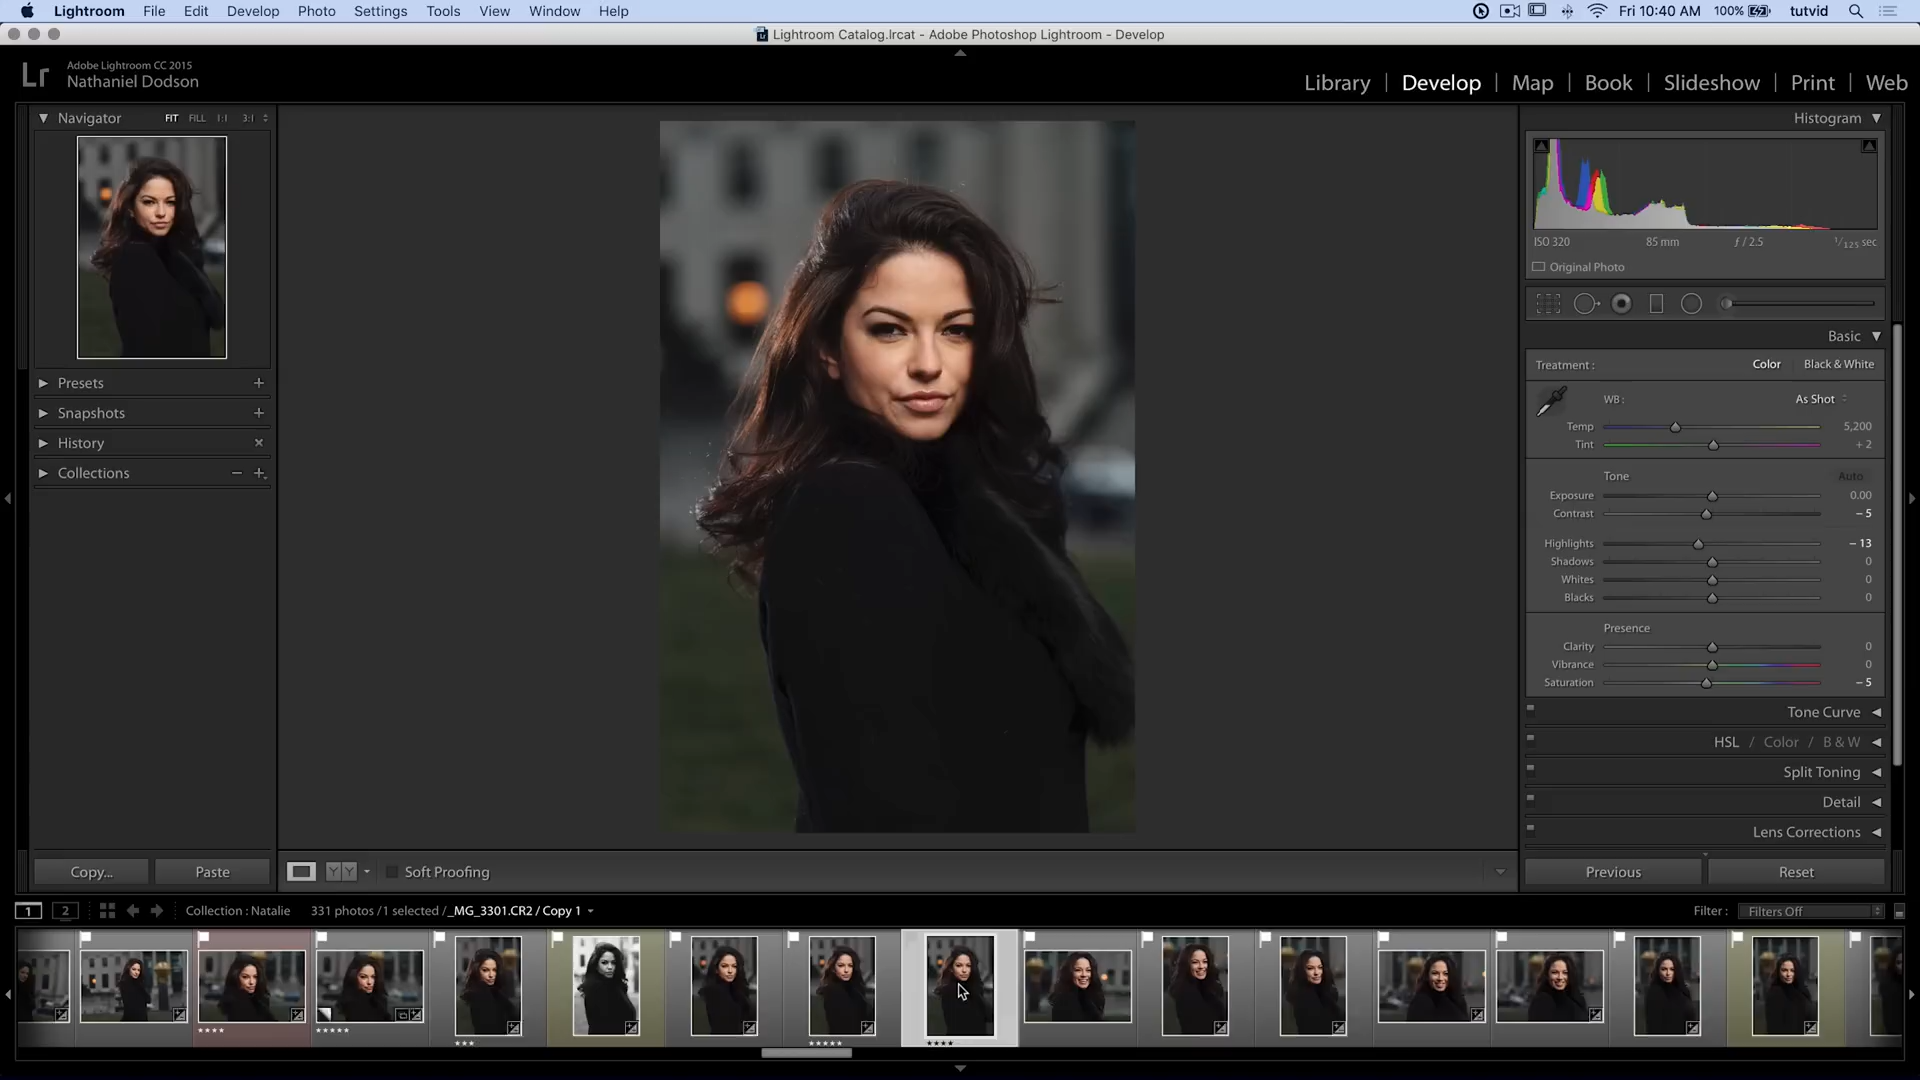 Lightroom File Edit Develop Photo Settings Tools View Window Help
Fri 10:40 AM 100% tutvid
Lightroom Catalog.lrcat - Adobe Photoshop Lightroom - Develop
Lr
Adobe Lightroom CC 2015
Nathaniel Dodson
Library | Develop | Map | Book | Slideshow | Print | Web
Navigator FIT FILL 1:1 3:1
Presets
Snapshots
History
Collections
Copy... Paste
Soft Proofing
Histogram
ISO 320 85 mm ƒ / 2.5 1/125 sec
Original Photo
Basic
Treatment : Color Black & White
WB : As Shot
Temp 5,200
Tint + 2
Tone Auto
Exposure 0.00
Contrast – 5
Highlights – 13
Shadows 0
Whites 0
Blacks 0
Presence
Clarity 0
Vibrance 0
Saturation – 5
Tone Curve
HSL / Color / B & W
Split Toning
Detail
Lens Corrections
Previous Reset
1 2 Collection : Natalie 331 photos /1 selected /_MG_3301.CR2 / Copy 1
Filter : Filters Off